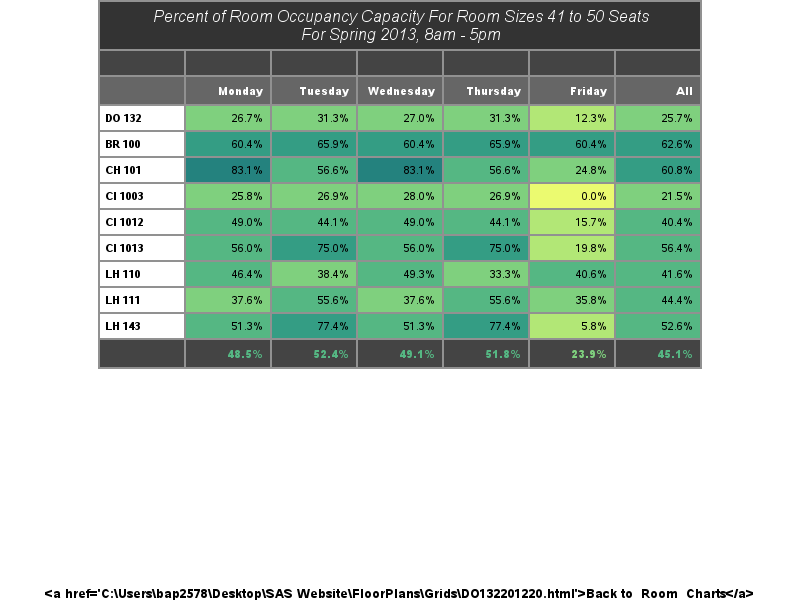 Percent of Room Occupancy Capacity For Room Sizes 41 to 50 Seats
For Spring 2013, 8am - 5pm
Monday Tuesday Wednesday Thursday Friday All
DO 132 26.7% 31.3% 27.0% 31.3% 12.3% 25.7%
BR 100 60.4% 65.9% 60.4% 65.9% 60.4% 62.6%
CH 101 83.1% 56.6% 83.1% 56.6% 24.8% 60.8%
CI 1003 25.8% 26.9% 28.0% 26.9% 0.0% 21.5%
CI 1012 49.0% 44.1% 49.0% 44.1% 15.7% 40.4%
CI 1013 56.0% 75.0% 56.0% 75.0% 19.8% 56.4%
LH 110 46.4% 38.4% 49.3% 33.3% 40.6% 41.6%
LH 111 37.6% 55.6% 37.6% 55.6% 35.8% 44.4%
LH 143 51.3% 77.4% 51.3% 77.4% 5.8% 52.6%
48.5% 52.4% 49.1% 51.8% 23.9% 45.1%
<a href='C:\Users\bap2578\Desktop\SAS Website\FloorPlans\Grids\DO132201220.html'>Back to Room Charts</a>